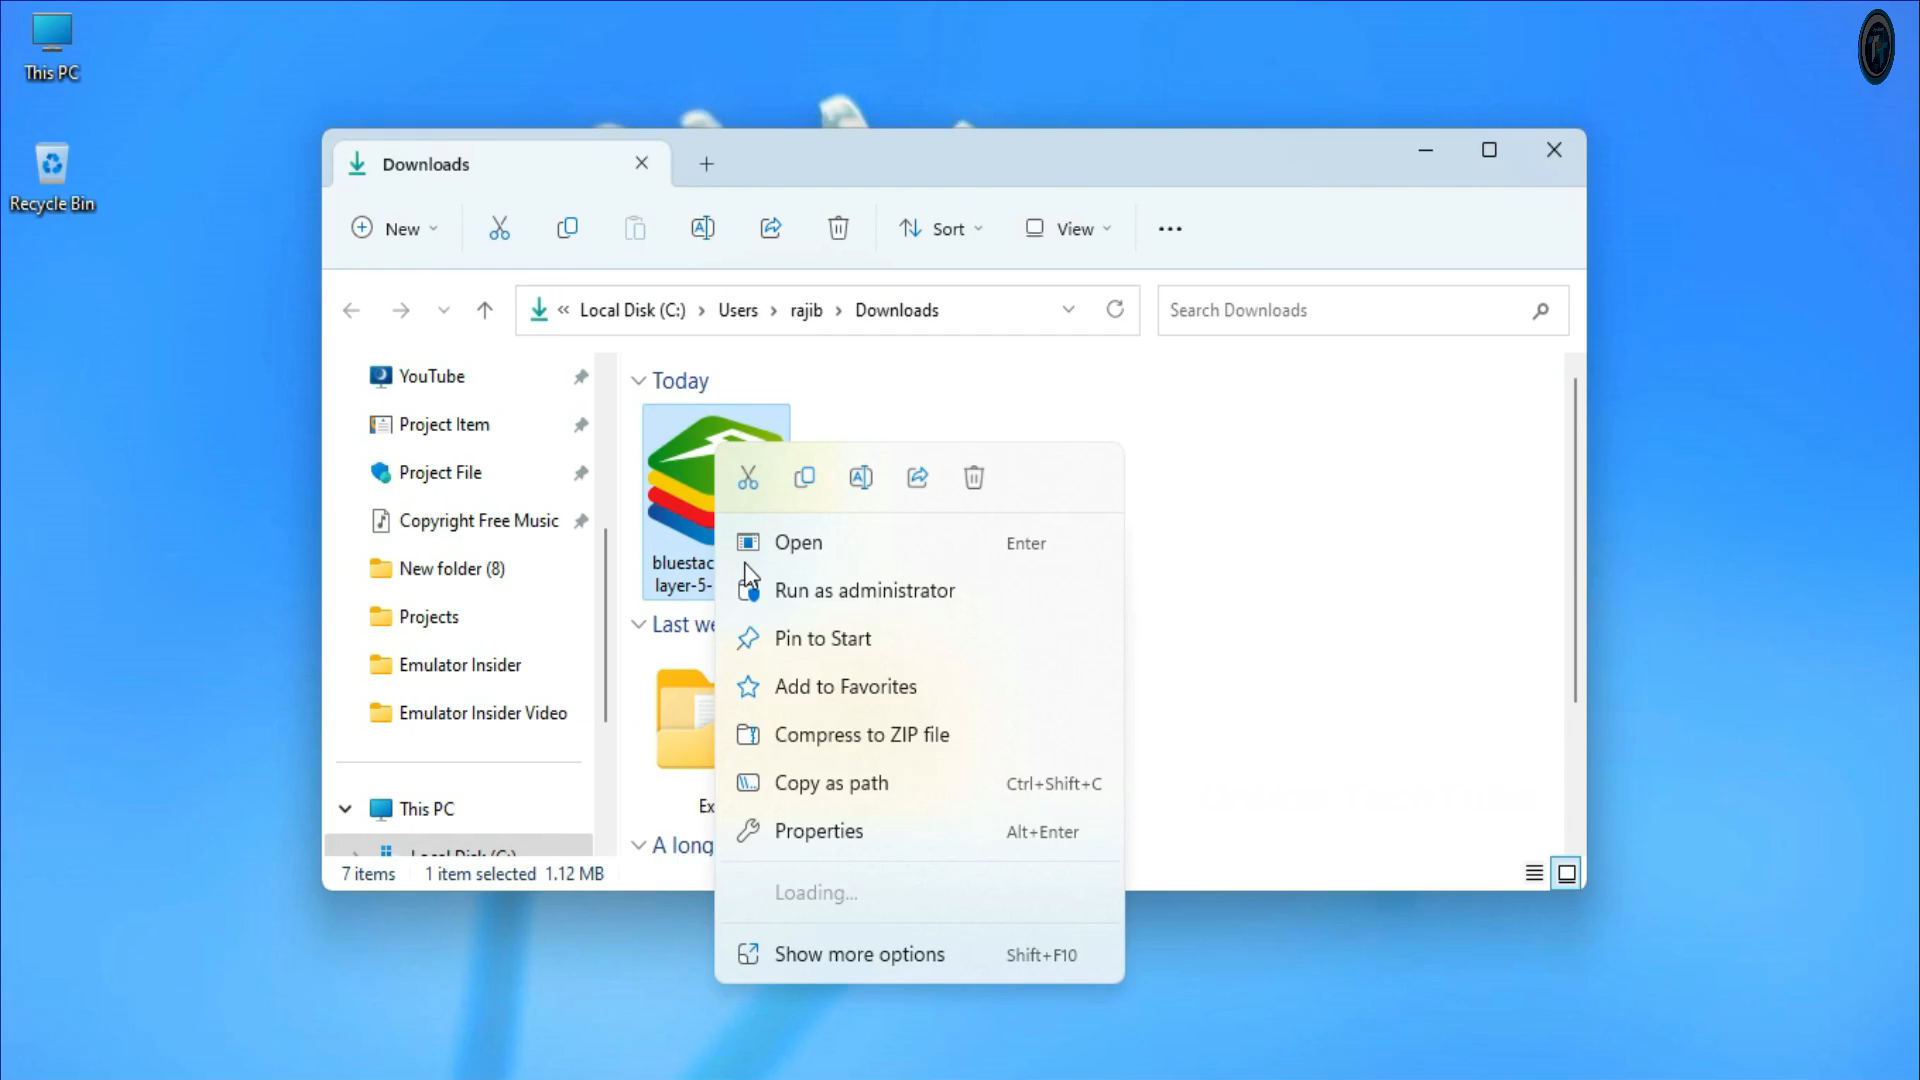 This PC
Recycle Bin
Downloads
New
Sort
View
« Local Disk (C:) › Users › rajib › Downloads
Search Downloads
YouTube
Project Item
Project File
Copyright Free Music
New folder (8)
Projects
Emulator Insider
Emulator Insider Video
This PC
Local Disk (C:)
Today
bluestac
layer-5-
Last we
Ex
A long
Open Enter
Run as administrator
Pin to Start
Add to Favorites
Compress to ZIP file
Copy as path Ctrl+Shift+C
Properties Alt+Enter
Loading...
Show more options Shift+F10
7 items 1 item selected 1.12 MB